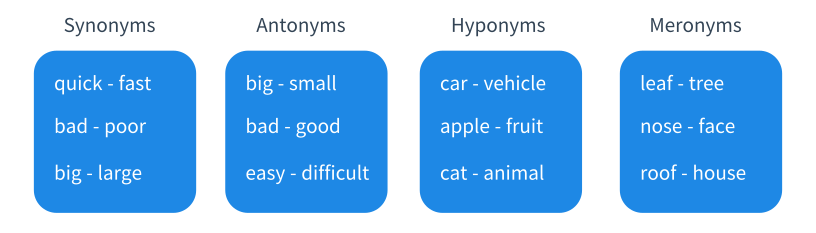 Synonyms
quick - fast
bad - poor
big - large
Antonyms
big - small
bad - good
easy - difficult
Hyponyms
car - vehicle
apple - fruit
cat - animal
Meronyms
leaf - tree
nose - face
roof - house